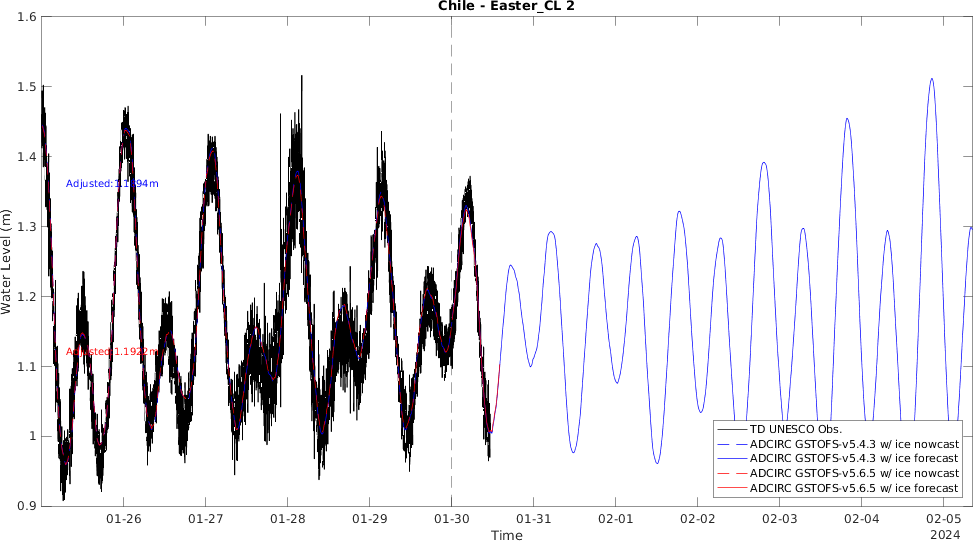 Chile - Easter_CL 2
1.6
1.5
1.4
1.3
1.2
1.1
1
0.9
Water Level (m)
Adjusted:1.1894m
Adjusted:1.1922m
TD UNESCO Obs.
ADCIRC GSTOFS-v5.4.3 w/ ice nowcast
ADCIRC GSTOFS-v5.4.3 w/ ice forecast
ADCIRC GSTOFS-v5.6.5 w/ ice nowcast
ADCIRC GSTOFS-v5.6.5 w/ ice forecast
01-26 01-27 01-28 01-29 01-30 01-31 02-01 02-02 02-03 02-04 02-05
2024
Time